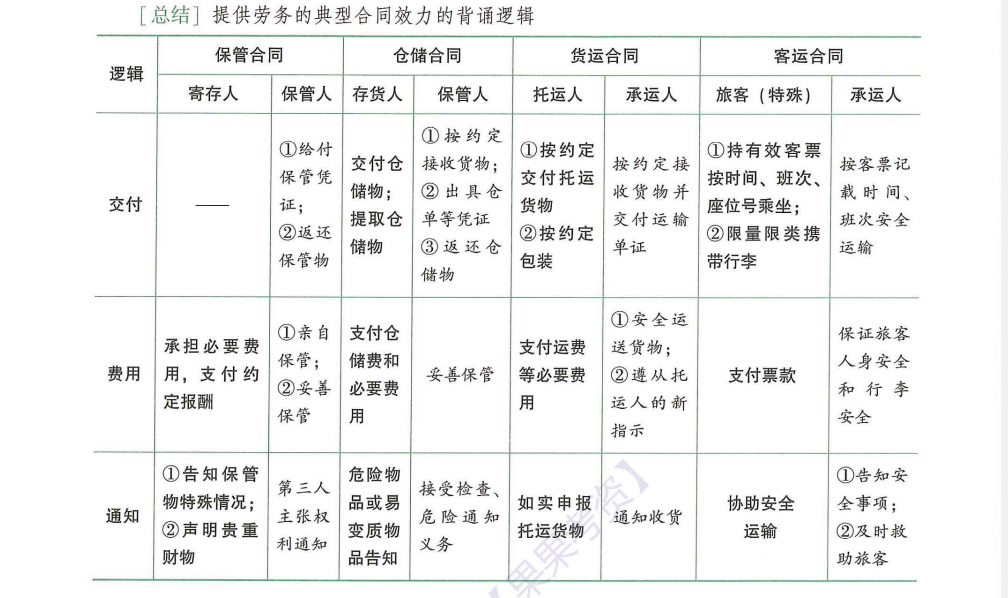 ［总结］提供劳务的典型合同效力的背诵逻辑
逻辑
保管合同
仓储合同
货运合同
客运合同
寄存人
保管人
存货人
保管人
托运人
承运人
旅客（特殊）
承运人
交付
——
①给付
保管凭
证；
②返还
保管物
交付仓
储物；
提取仓
储物
①按约定
接收货物；
②出具仓
单等凭证
③返还仓
储物
①按约定
交付托运
货物
②按约定
包装
按约定接
收货物并
交付运输
单证
①持有效客票
按时间、班次、
座位号乘坐；
②限量限类携
带行李
按客票记
载时间、
班次安全
运输
费用
承担必要费
用，支付约
定报酬
①亲自
保管；
②妥善
保管
支付仓
储费和
必要费
用
妥善保管
支付运费
等必要费
用
①安全运
送货物；
②遵从托
运人的新
指示
支付票款
保证旅客
人身安全
和行李
安全
通知
①告知保管
物特殊情况；
②声明贵重
财物
第三人
主张权
利通知
危险物
品或易
变质物
品告知
接受检查、
危险通知
义务
如实申报
托运货物
通知收货
协助安全
运输
①告知安
全事项；
②及时救
助旅客
【果果考资】